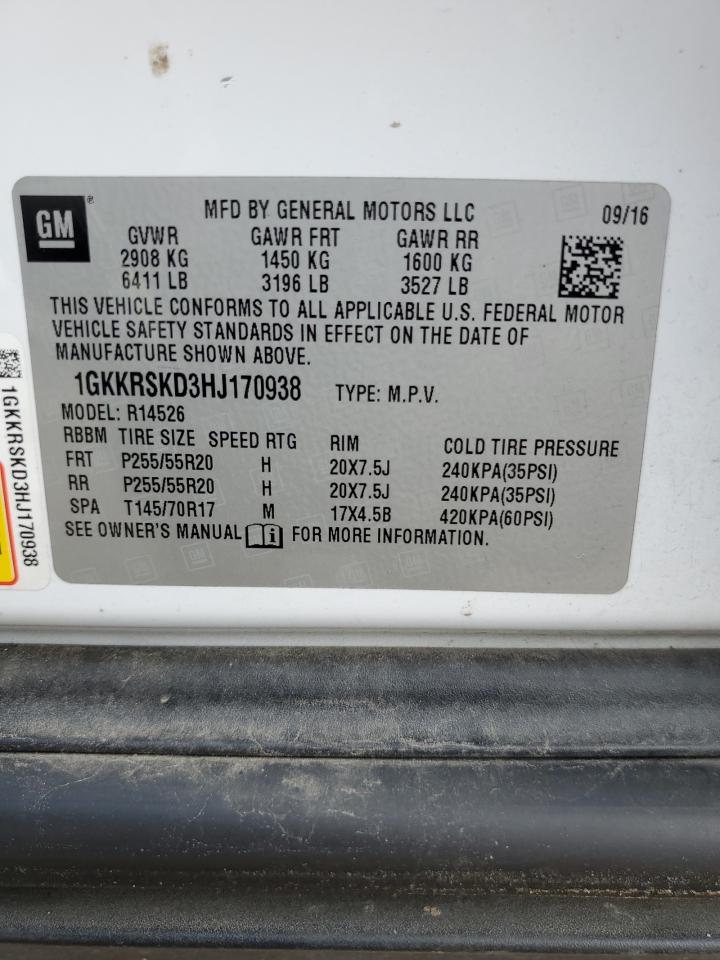 GM
®
MFD BY GENERAL MOTORS LLC 09/16
GVWR GAWR FRT GAWR RR
2908 KG 1450 KG 1600 KG
6411 LB 3196 LB 3527 LB
THIS VEHICLE CONFORMS TO ALL APPLICABLE U.S. FEDERAL MOTOR
VEHICLE SAFETY STANDARDS IN EFFECT ON THE DATE OF
MANUFACTURE SHOWN ABOVE.
1GKKRSKD3HJ170938 TYPE: M.P.V.
MODEL: R14526
RBBM TIRE SIZE SPEED RTG RIM COLD TIRE PRESSURE
FRT P255/55R20 H 20X7.5J 240KPA(35PSI)
RR P255/55R20 H 20X7.5J 240KPA(35PSI)
SPA T145/70R17 M 17X4.5B 420KPA(60PSI)
SEE OWNER'S MANUAL i FOR MORE INFORMATION.
1GKKRSKD3HJ170938